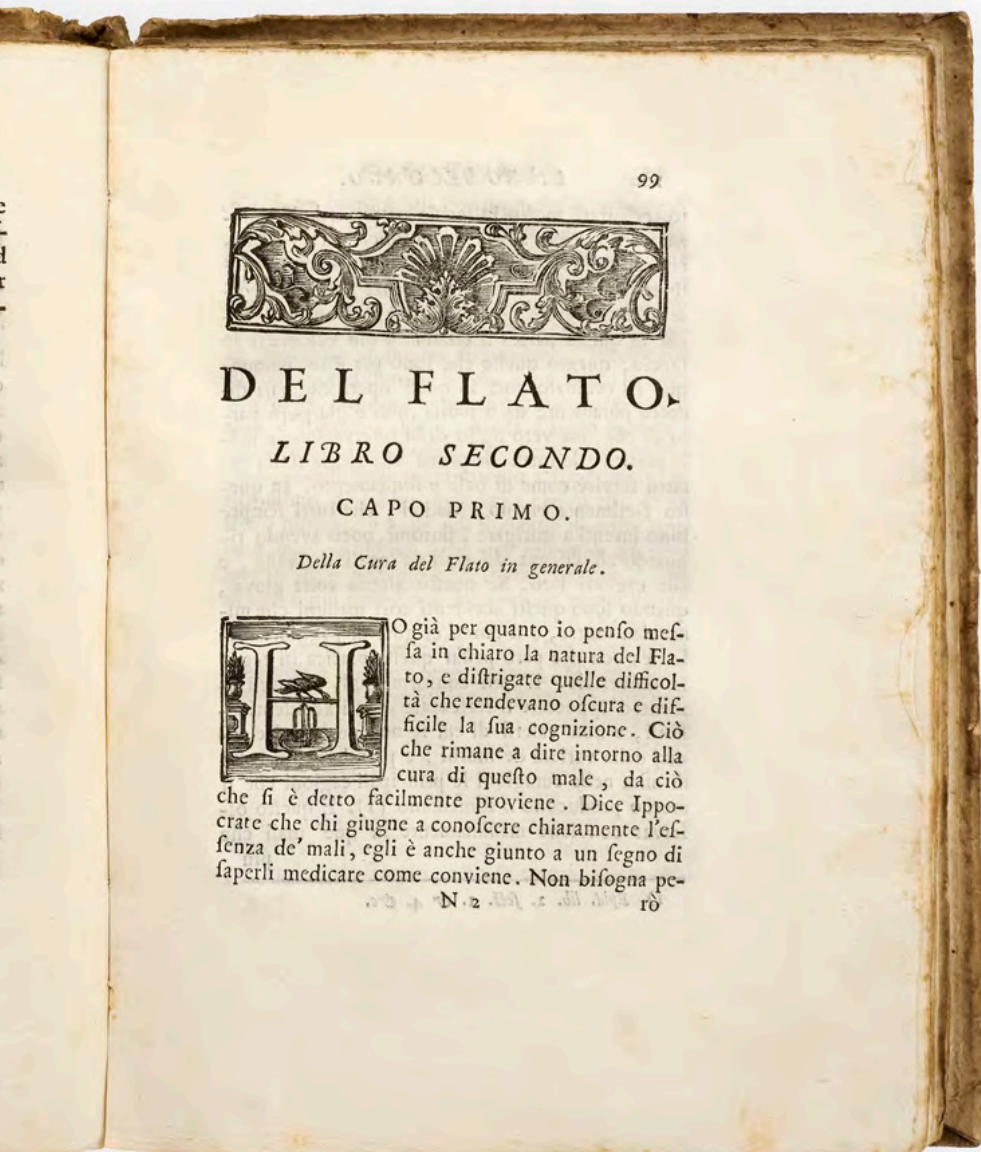 99
DEL FLATO.
LIBRO SECONDO.
CAPO PRIMO.
Della Cura del Flato in generale.
HO già per quanto io penſo meſ-
ſa in chiaro la natura del Fla-
to, e diſtrigate quelle difficol-
tà che rendevano oſcura e dif-
ficile la ſua cognizione. Ciò
che rimane a dire intorno alla
cura di queſto male, da ciò
che ſi è detto facilmente proviene. Dice Ippo-
crate che chi giugne a conoſcere chiaramente l'eſ-
ſenza de' mali, egli è anche giunto a un ſegno di
ſaperli medicare come conviene. Non biſogna pe-
N 2 rò